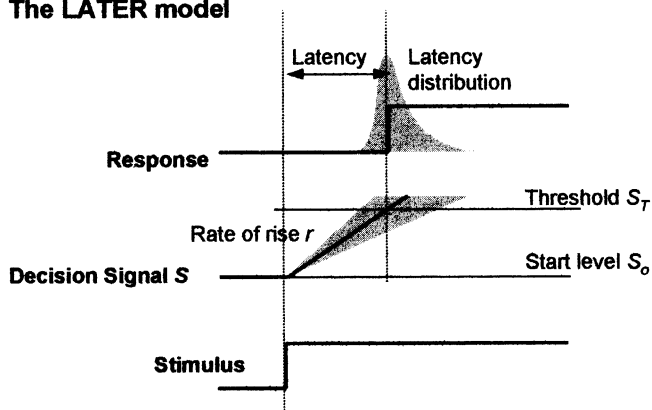 The LATER model
Latency
Latency
distribution
Response
Threshold S_T
Rate of rise r
Decision Signal S
Start level S_o
Stimulus